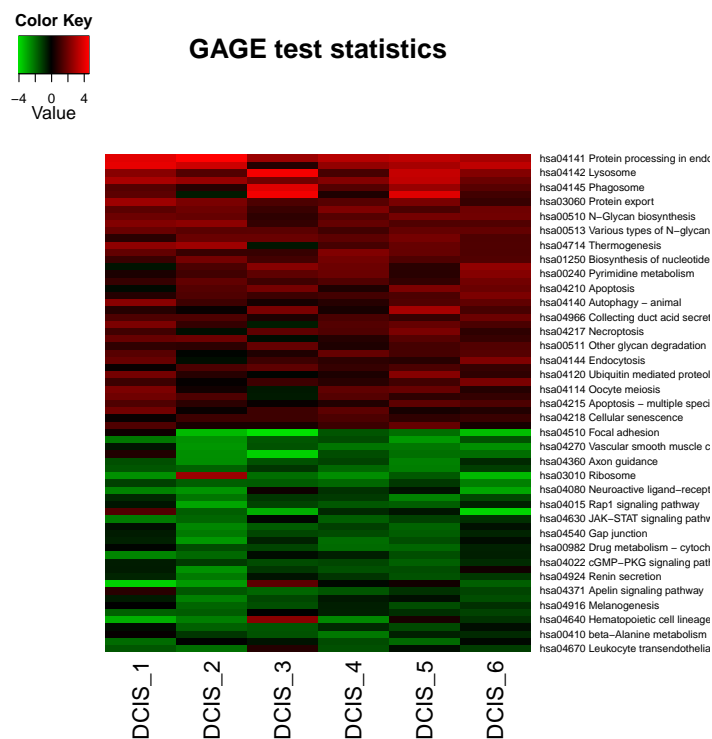 Color Key
GAGE test statistics
−4 0 4
Value
hsa04141 Protein processing in endo
hsa04142 Lysosome
hsa04145 Phagosome
hsa03060 Protein export
hsa00510 N−Glycan biosynthesis
hsa00513 Various types of N−glycan
hsa04714 Thermogenesis
hsa01250 Biosynthesis of nucleotide
hsa00240 Pyrimidine metabolism
hsa04210 Apoptosis
hsa04140 Autophagy − animal
hsa04966 Collecting duct acid secret
hsa04217 Necroptosis
hsa00511 Other glycan degradation
hsa04144 Endocytosis
hsa04120 Ubiquitin mediated proteol
hsa04114 Oocyte meiosis
hsa04215 Apoptosis − multiple speci
hsa04218 Cellular senescence
hsa04510 Focal adhesion
hsa04270 Vascular smooth muscle c
hsa04360 Axon guidance
hsa03010 Ribosome
hsa04080 Neuroactive ligand−recept
hsa04015 Rap1 signaling pathway
hsa04630 JAK−STAT signaling pathw
hsa04540 Gap junction
hsa00982 Drug metabolism − cytoch
hsa04022 cGMP−PKG signaling path
hsa04924 Renin secretion
hsa04371 Apelin signaling pathway
hsa04916 Melanogenesis
hsa04640 Hematopoietic cell lineage
hsa00410 beta−Alanine metabolism
hsa04670 Leukocyte transendothelia
DCIS_1
DCIS_2
DCIS_3
DCIS_4
DCIS_5
DCIS_6